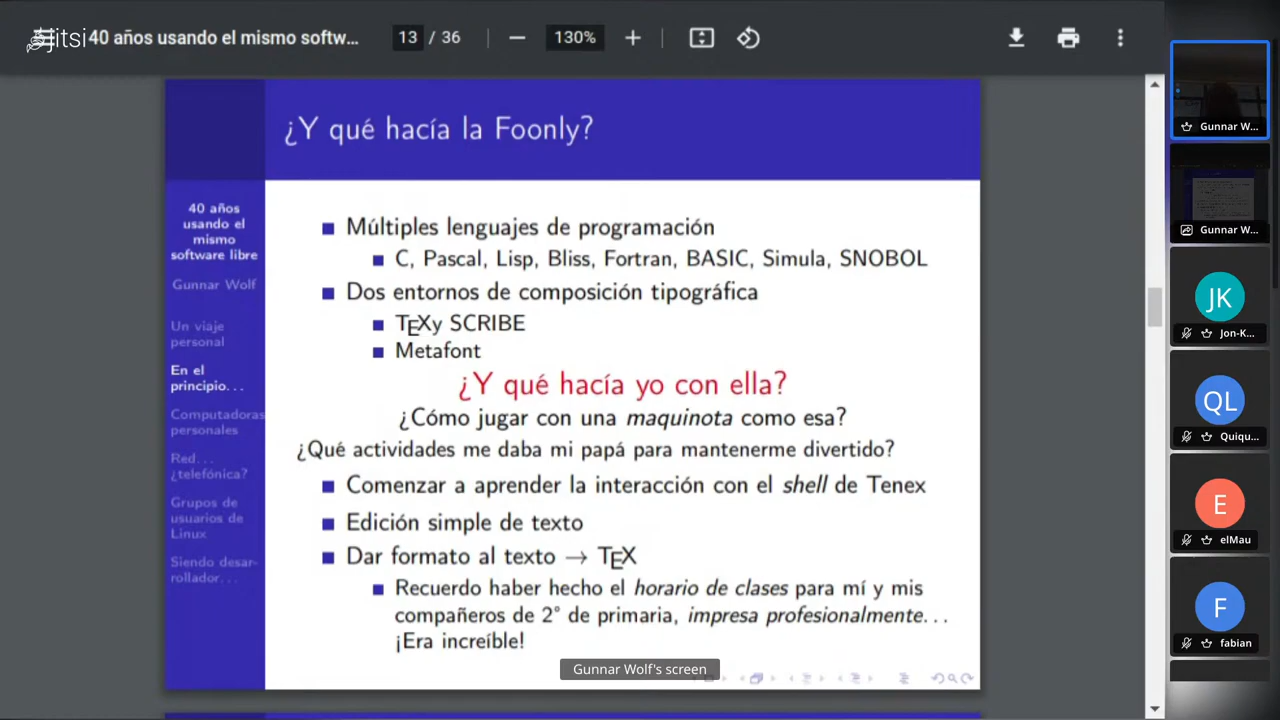 jitsi
40 años usando el mismo softw...
13 / 36
130%
¿Y qué hacía la Foonly?
40 años
usando el
mismo
software libre
Gunnar Wolf
Un viaje
personal
En el
principio...
Computadoras
personales
Red...
¿telefónica?
Grupos de
usuarios de
Linux
Siendo desar-
rollador...
Múltiples lenguajes de programación
C, Pascal, Lisp, Bliss, Fortran, BASIC, Simula, SNOBOL
Dos entornos de composición tipográfica
TEXy SCRIBE
Metafont
¿Y qué hacía yo con ella?
¿Cómo jugar con una maquinota como esa?
¿Qué actividades me daba mi papá para mantenerme divertido?
Comenzar a aprender la interacción con el shell de Tenex
Edición simple de texto
Dar formato al texto → TEX
Recuerdo haber hecho el horario de clases para mí y mis
compañeros de 2° de primaria, impresa profesionalmente...
¡Era increíble!
Gunnar Wolf's screen
Gunnar W...
Gunnar W...
JK
Jon-K...
QL
Quiqu...
E
elMau
F
fabian